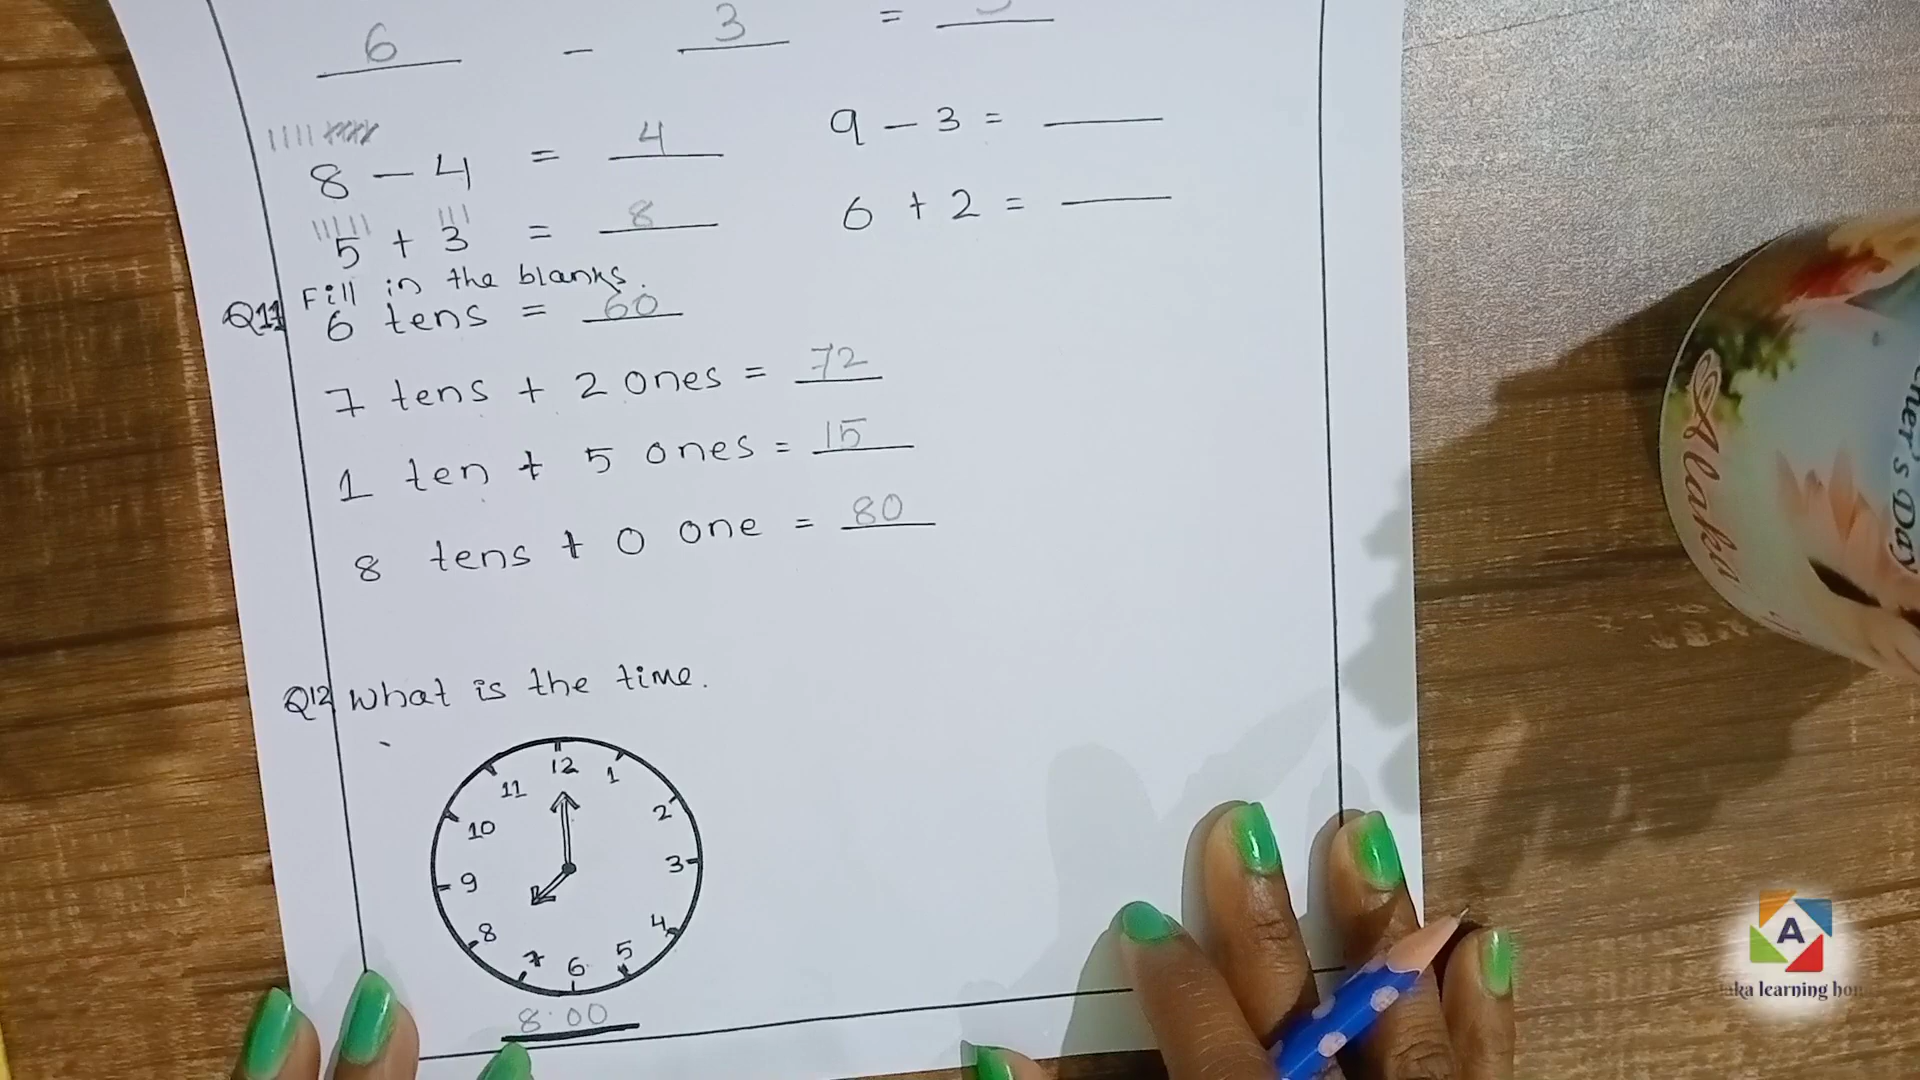 6 - 3 =
8 - 4 = 4
9 - 3 =
5 + 3 = 8
6 + 2 =
Q11 Fill in the blanks.
6 tens = 60
7 tens + 2 ones = 72
1 ten + 5 ones = 15
8 tens + 0 one = 80
Q12 What is the time.
12
11 1
10 2
9 3
8 4
7 6 5
8.00
Alaka
Day
A
aka learning hom